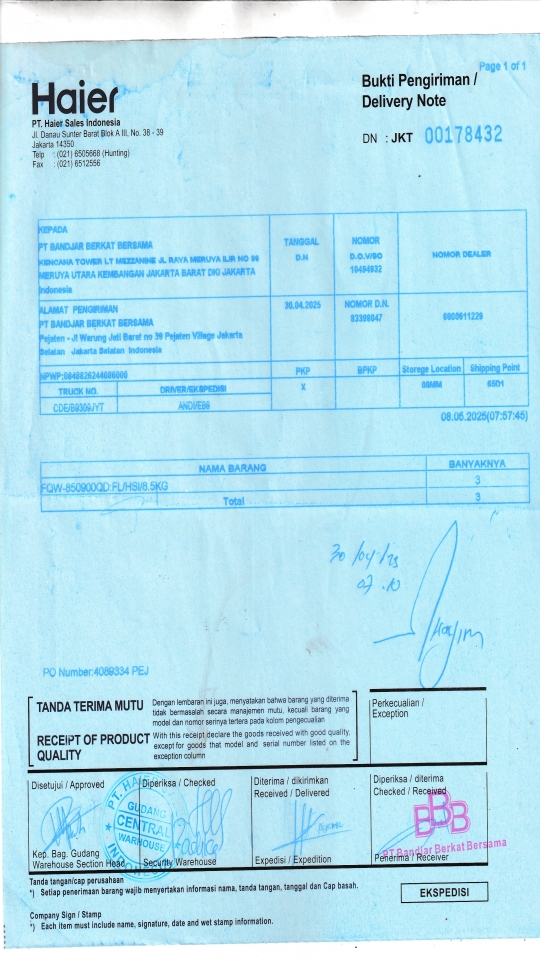 Page 1 of 1
Haier
Bukti Pengiriman /
Delivery Note
PT. Haier Sales Indonesia
Jl. Danau Sunter Barat Blok A III, No. 38 - 39
Jakarta 14350
Telp : (021) 6505668 (Hunting)
Fax : (021) 6512556
DN : JKT 00178432
KEPADA
PT BANDJAR BERKAT BERSAMA
KENCANA TOWER LT MEZZANINE JL RAYA MERUYA ILIR NO 88
MERUYA UTARA KEMBANGAN JAKARTA BARAT DKI JAKARTA
Indonesia
TANGGAL
D.N
NOMOR
D.O.V/SO
NOMOR DEALER
ALAMAT PENGIRIMAN
PT BANDJAR BERKAT BERSAMA
Pejaten - Jl Warung Jati Barat no 39 Pejaten Village Jakarta
Selatan Jakarta Selatan Indonesia
30.04.2025
NOMOR D.N.
PKP
BPKP
Storege Location
Shipping Point
TRUCK NO.
DRIVER/EKSPEDISI
X
08.05.2025(07:57:45)
NAMA BARANG
BANYAKNYA
FQW-850900QD:FL/HSI/8.5KG
3
Total
3
30/04/25
07.10
PO Number:4089334 PEJ
TANDA TERIMA MUTU
Dengan lembaran ini juga, menyatakan bahwa barang yang diterima
tidak bermasalah secara manajemen mutu, kecuali barang yang
model dan nomor serinya tertera pada kolom pengecualian
RECEIPT OF PRODUCT
QUALITY
With this receipt declare the goods received with good quality,
except for goods that model and serial number listed on the
exception column
Perkecualian /
Exception
Disetujui / Approved
Diperiksa / Checked
Diterima / dikirimkan
Received / Delivered
Diperiksa / diterima
Checked / Received
PT. HAIER
GUDANG
CENTRAL
WAREHOUSE
BBB
PT Bandjar Berkat Bersama
Kep. Bag. Gudang
Warehouse Section Head
Security Warehouse
Expedisi / Expedition
Penerima / Receiver
Tanda tangan/cap perusahaan
*) Setiap penerimaan barang wajib menyertakan informasi nama, tanda tangan, tanggal dan Cap basah.
EKSPEDISI
Company Sign / Stamp
*) Each item must include name, signature, date and wet stamp information.